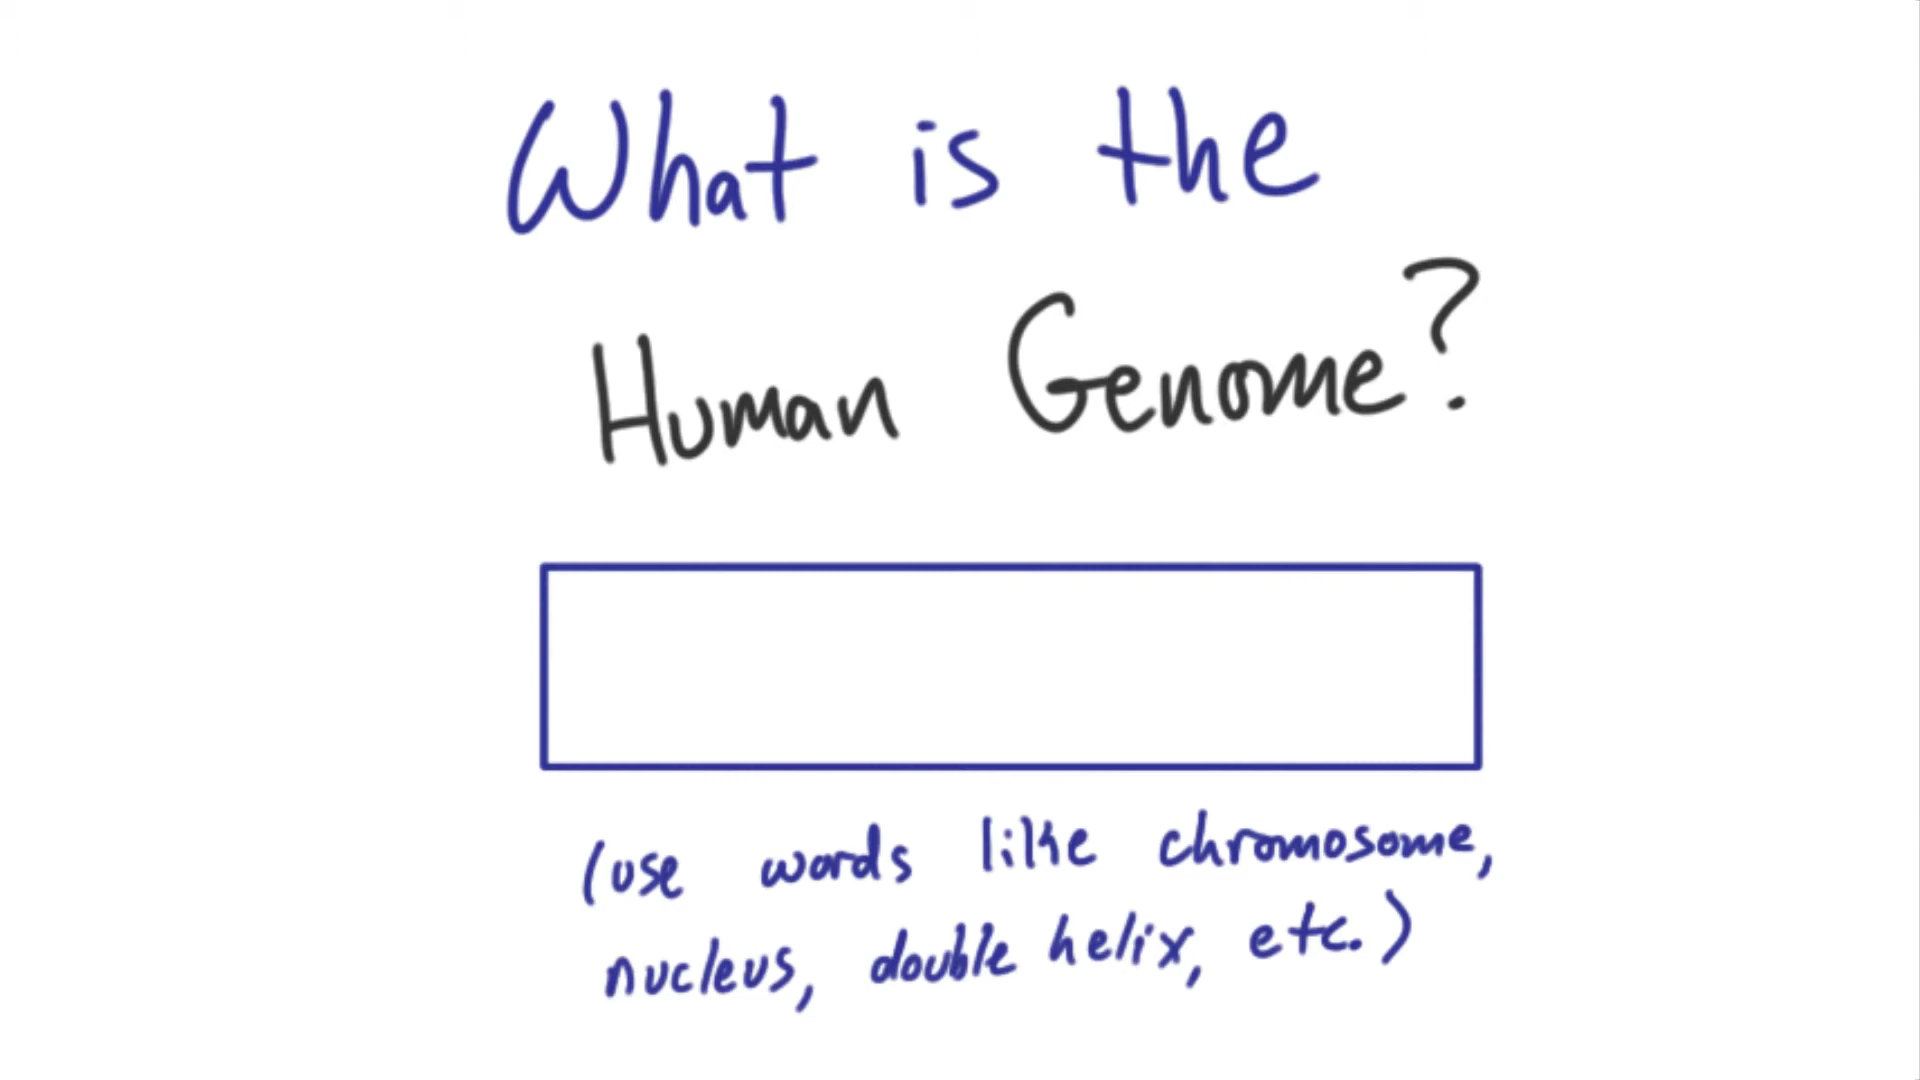 What is the
Human Genome?
(use words like chromosome,
nucleus, double helix, etc.)